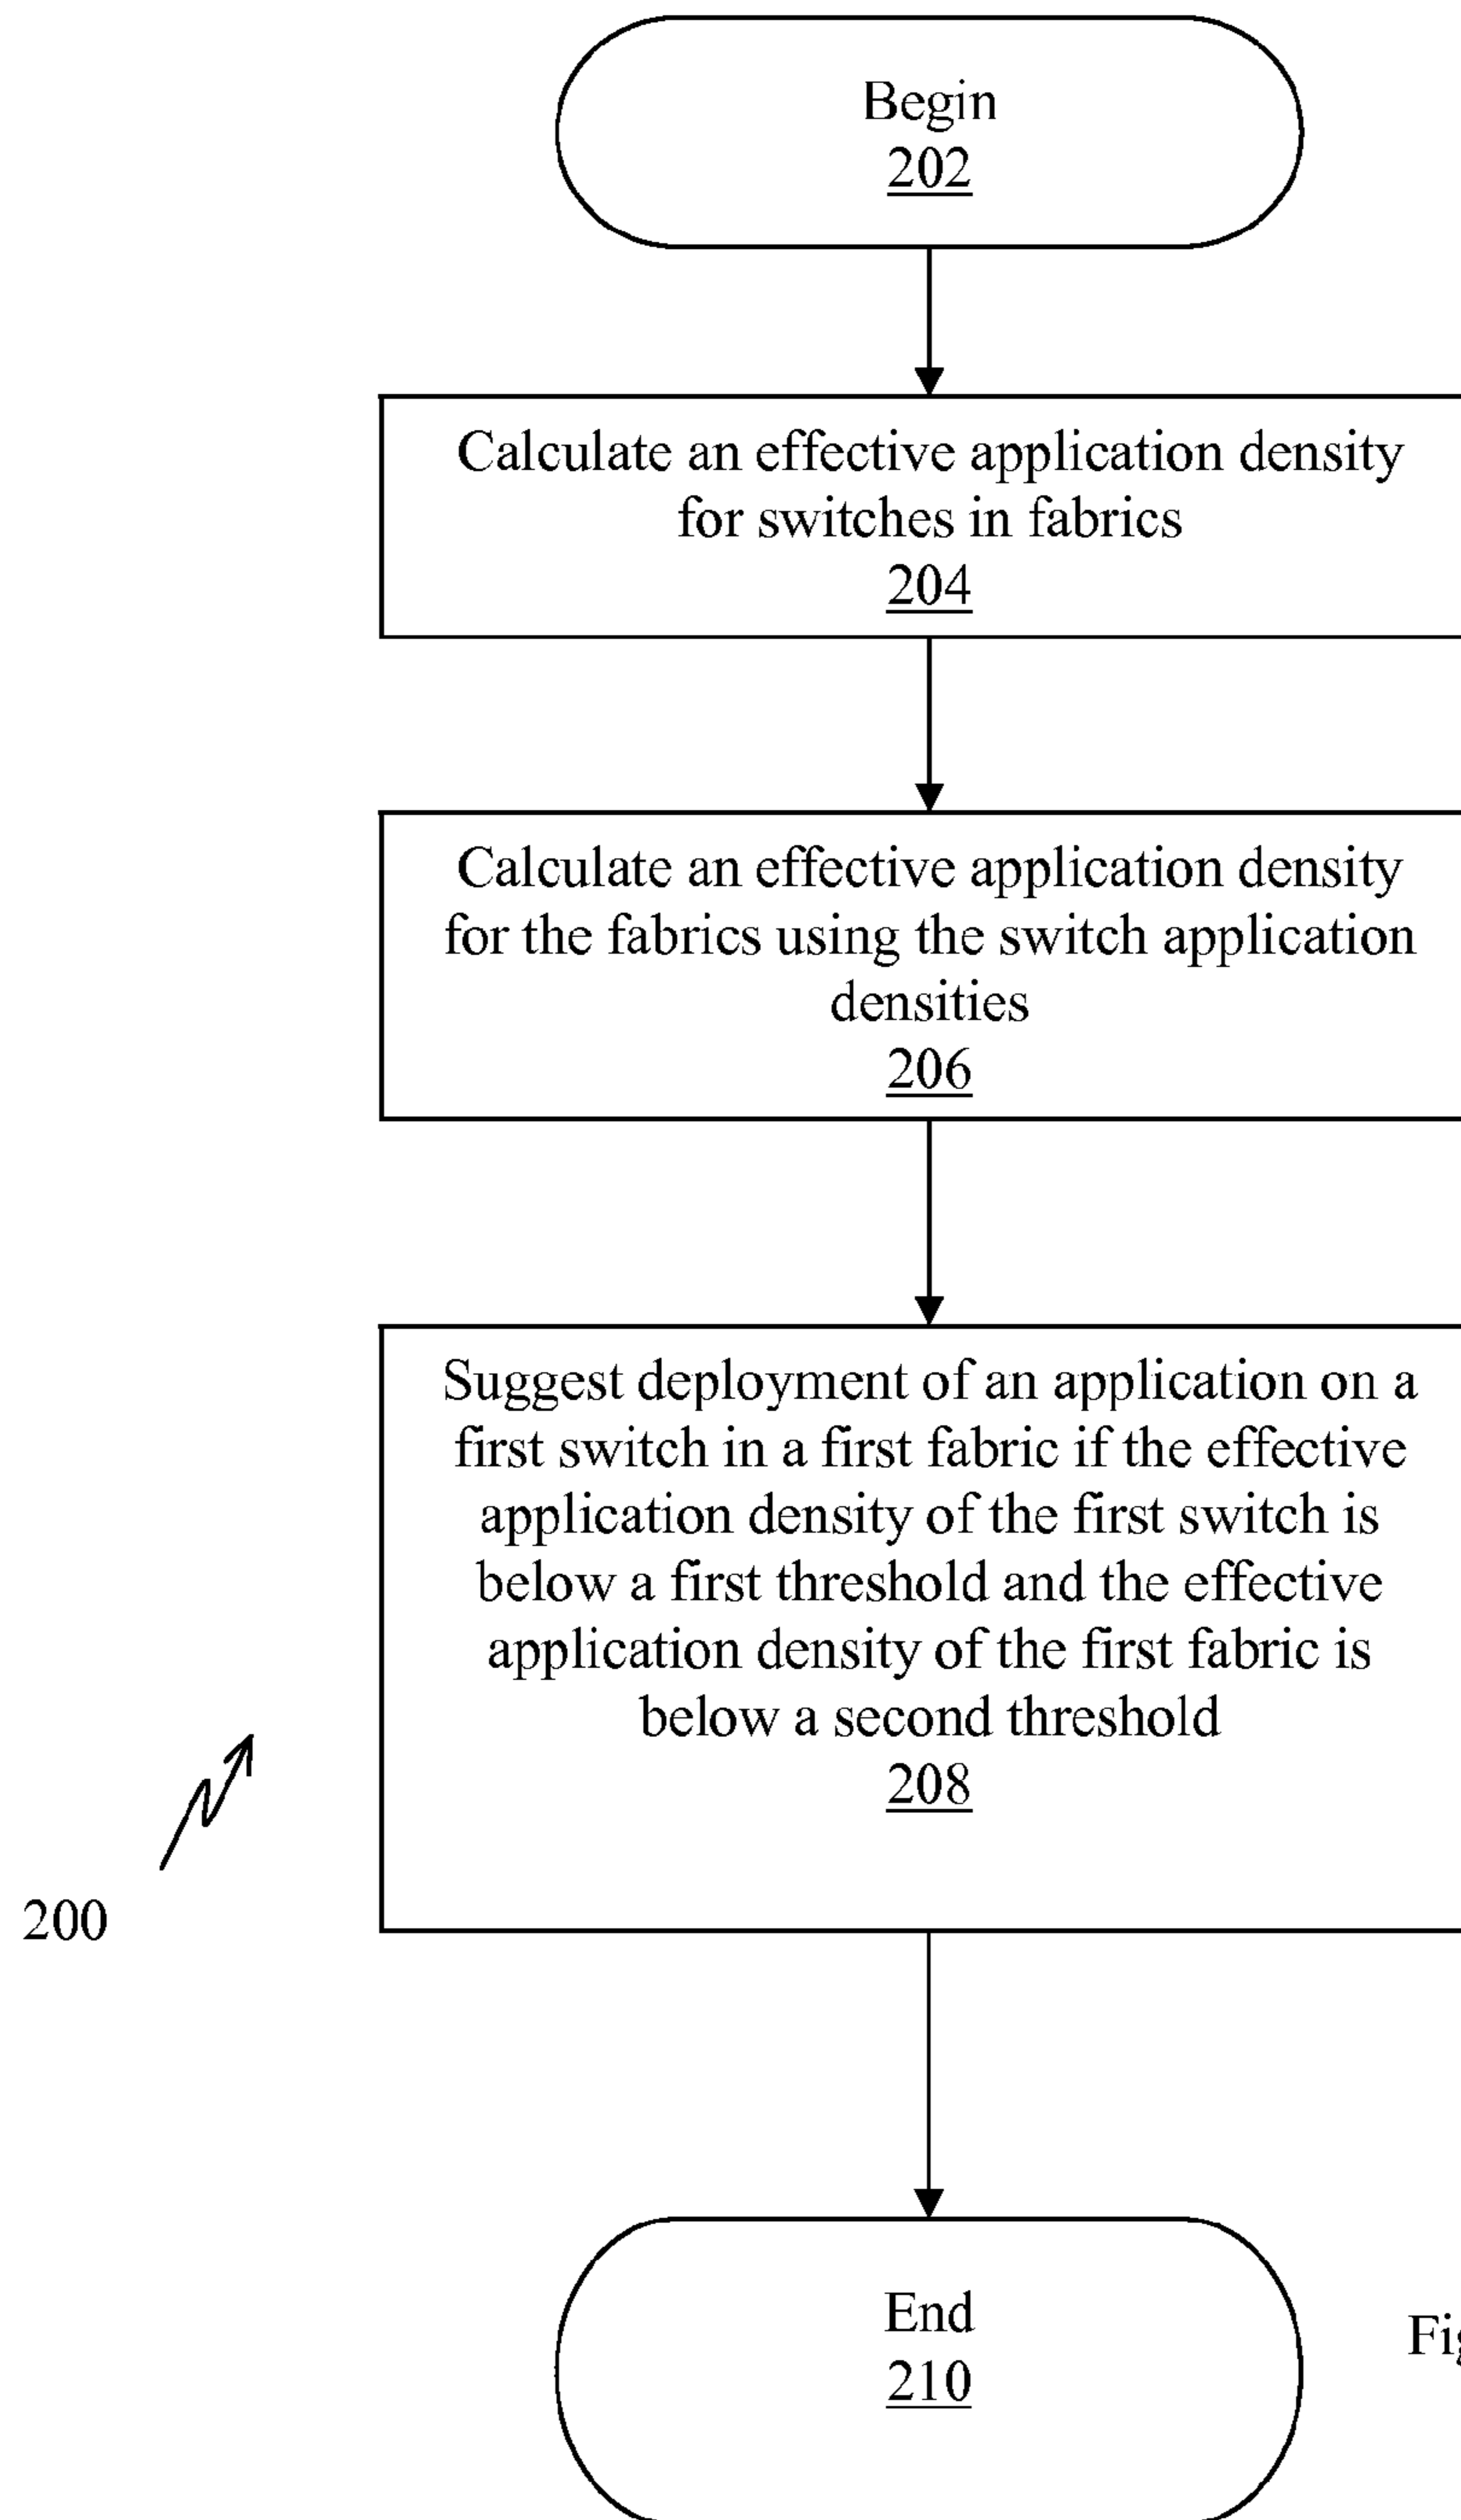 Begin
202
Calculate an effective application density
for switches in fabrics
204
Calculate an effective application density
for the fabrics using the switch application
densities
206
Suggest deployment of an application on a
first switch in a first fabric if the effective
application density of the first switch is
below a first threshold and the effective
application density of the first fabric is
below a second threshold
208
200
End
210